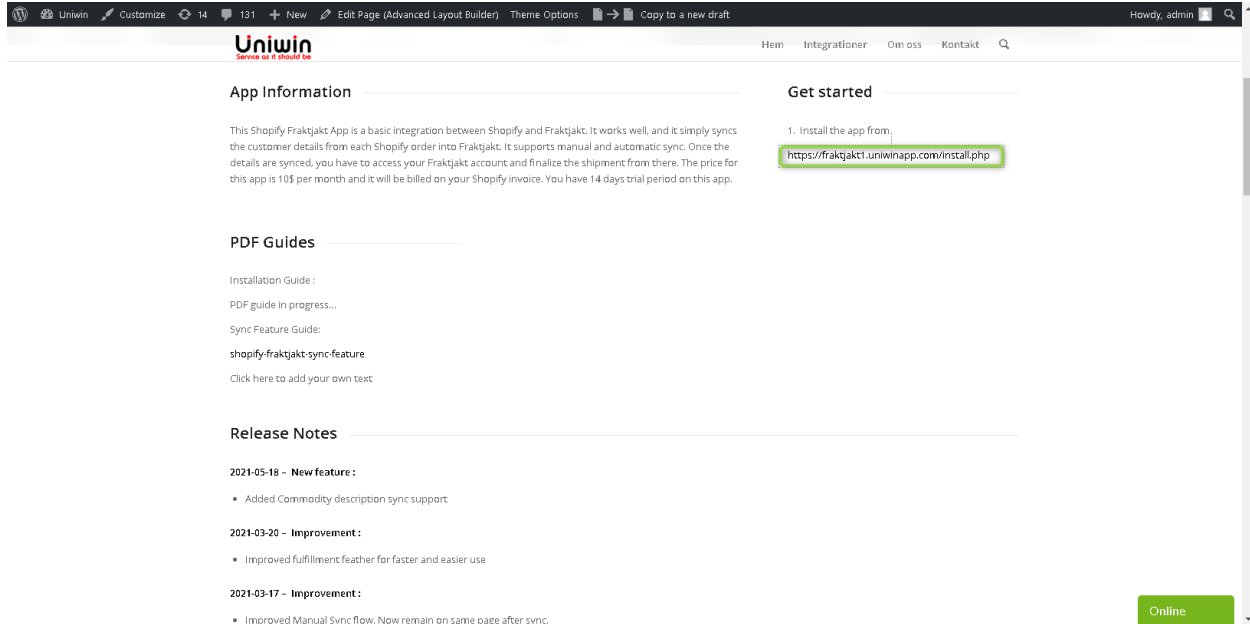 Uniwin Customize 14 131 New Edit Page (Advanced Layout Builder) Theme Options Copy to a new draft Howdy, admin
Uniwin
Service as it should be
Hem Integrationer Om oss Kontakt
App Information
This Shopify Fraktjakt App is a basic integration between Shopify and Fraktjakt. It works well, and it simply syncs
the customer details from each Shopify order into Fraktjakt. It supports manual and automatic sync. Once the
details are synced, you have to access your Fraktjakt account and finalize the shipment from there. The price for
this app is 10$ per month and it will be billed on your Shopify invoice. You have 14 days trial period on this app.
Get started
1. Install the app from
https://fraktjakt1.uniwinapp.com/install.php
PDF Guides
Installation Guide :
PDF guide in progress...
Sync Feature Guide:
shopify-fraktjakt-sync-feature
Click here to add your own text
Release Notes
2021-05-18 – New feature :
• Added Commodity description sync support
2021-03-20 – Improvement :
• Improved fulfillment feather for faster and easier use
2021-03-17 – Improvement :
• Improved Manual Sync flow. Now remain on same page after sync.
Online